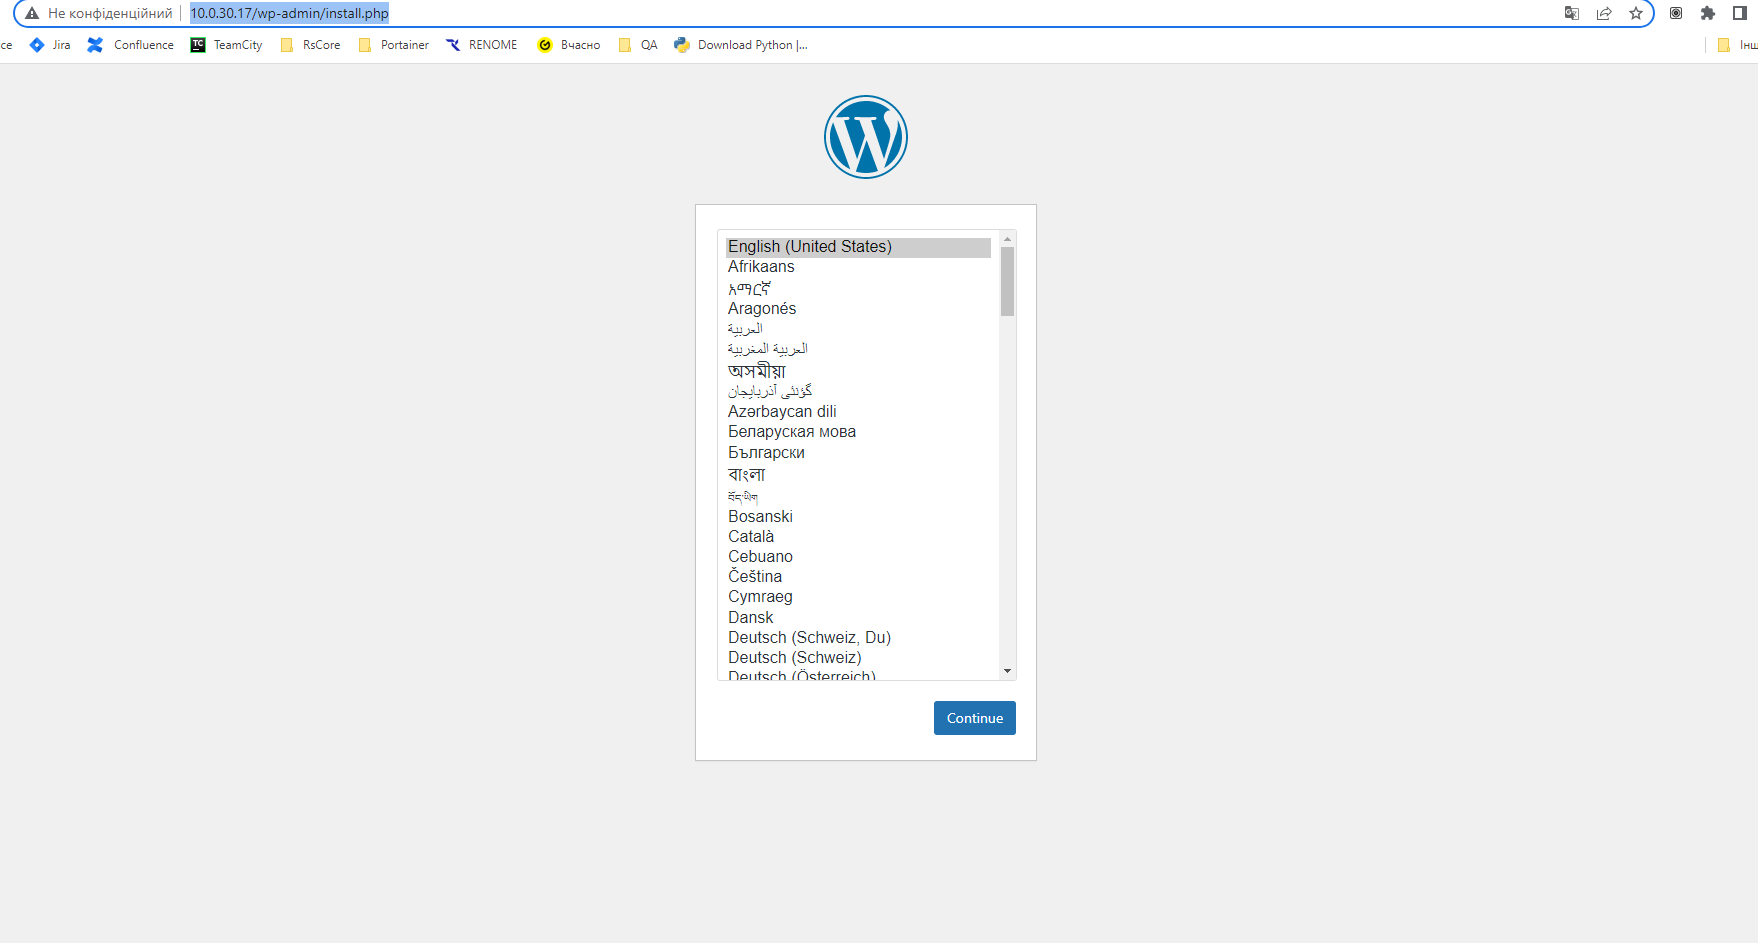 Не конфіденційний 10.0.30.17/wp-admin/install.php
ce Jira Confluence TC TeamCity RsCore Portainer RENOME Вчасно QA Download Python |... Інш
English (United States)
Afrikaans
አማርኛ
Aragonés
العربية
العربية المغربية
অসমীয়া
گؤنئی آذربایجان
Azərbaycan dili
Беларуская мова
Български
বাংলা
བོད་ཡིག
Bosanski
Català
Cebuano
Čeština
Cymraeg
Dansk
Deutsch (Schweiz, Du)
Deutsch (Schweiz)
Deutsch (Österreich)
Continue